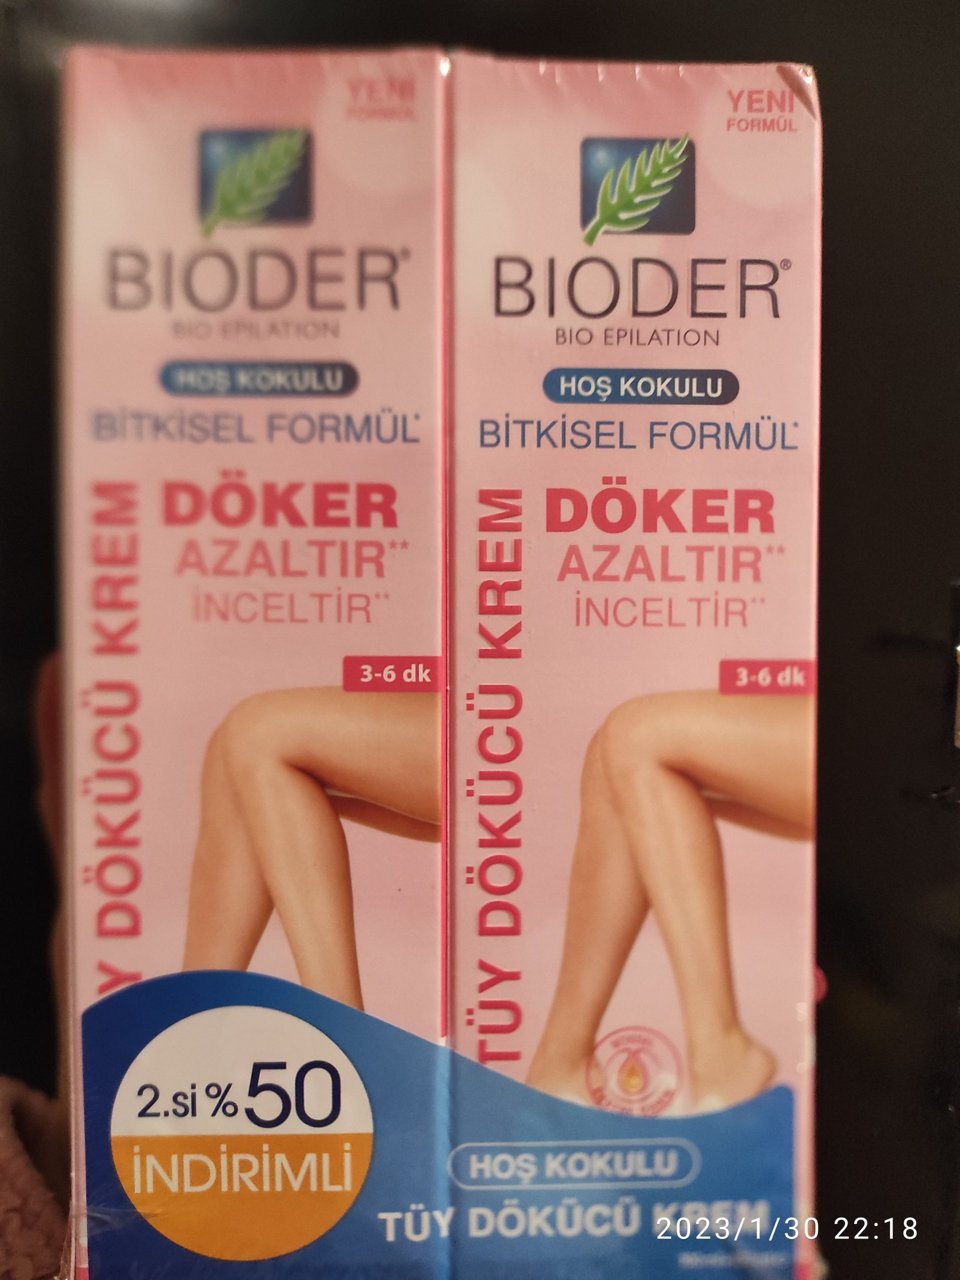 YENİ
FORMÜL
BIODER®
BIO EPILATION
HOŞ KOKULU
BİTKİSEL FORMÜL*
TÜY DÖKÜCÜ KREM
DÖKER
AZALTIR**
İNCELTİR**
3-6 dk
YENİ
FORMÜL
BIODER®
BIO EPILATION
HOŞ KOKULU
BİTKİSEL FORMÜL*
TÜY DÖKÜCÜ KREM
DÖKER
AZALTIR**
İNCELTİR**
3-6 dk
2.si %50
İNDİRİMLİ
HOŞ KOKULU
TÜY DÖKÜCÜ KREM
2023/1/30 22:18